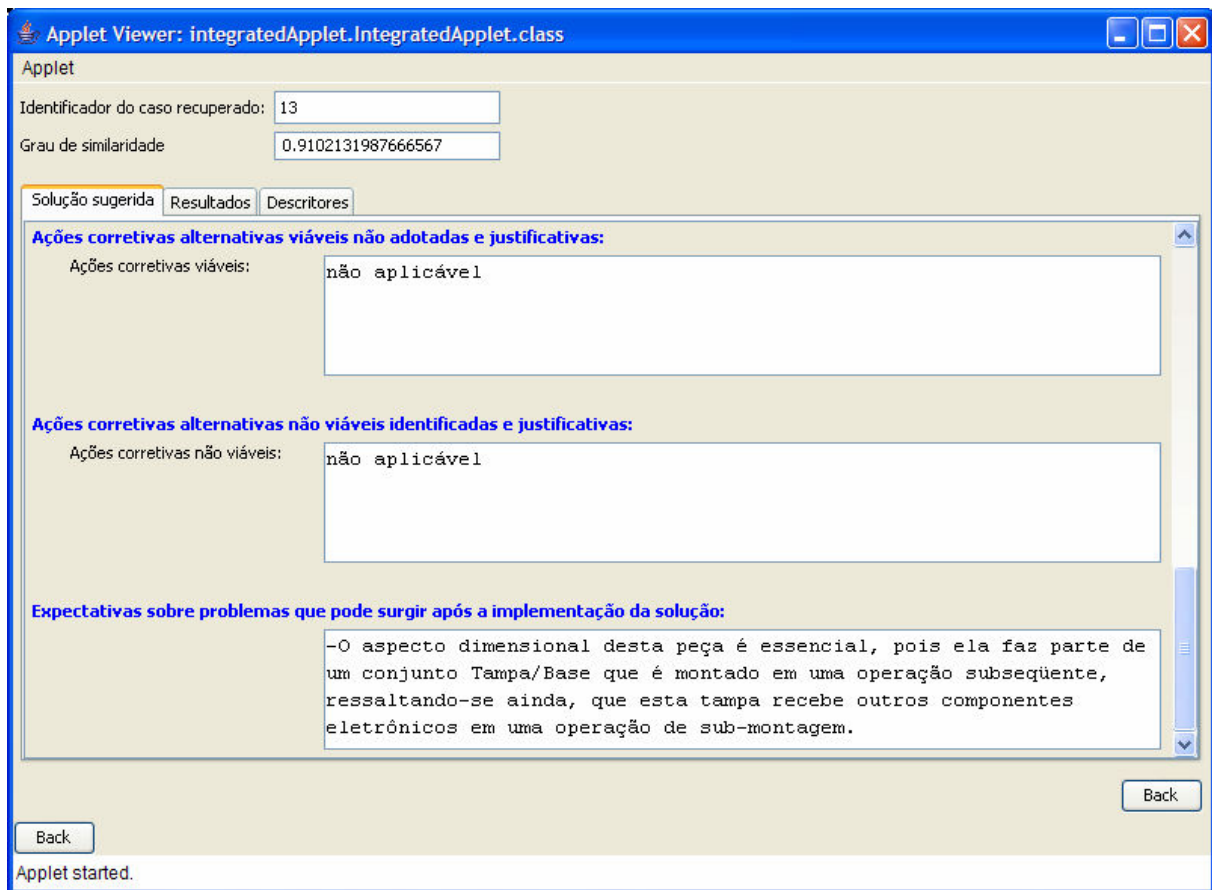 Applet Viewer: integratedApplet.IntegratedApplet.class
Applet
Identificador do caso recuperado: 13
Grau de similaridade 0.9102131987666567
Solução sugerida Resultados Descritores
Ações corretivas alternativas viáveis não adotadas e justificativas:
Ações corretivas viáveis: não aplicável
Ações corretivas alternativas não viáveis identificadas e justificativas:
Ações corretivas não viáveis: não aplicável
Expectativas sobre problemas que pode surgir após a implementação da solução:
-O aspecto dimensional desta peça é essencial, pois ela faz parte de
um conjunto Tampa/Base que é montado em uma operação subseqüente,
ressaltando-se ainda, que esta tampa recebe outros componentes
eletrônicos em uma operação de sub-montagem.
Back
Back
Applet started.